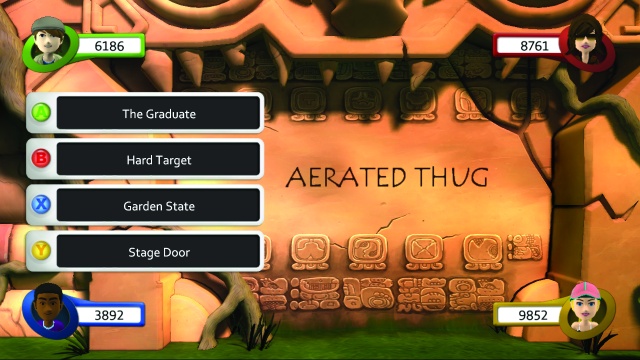 6186
8761
A The Graduate
B Hard Target
AERATED THUG
X Garden State
Y Stage Door
3892
9852